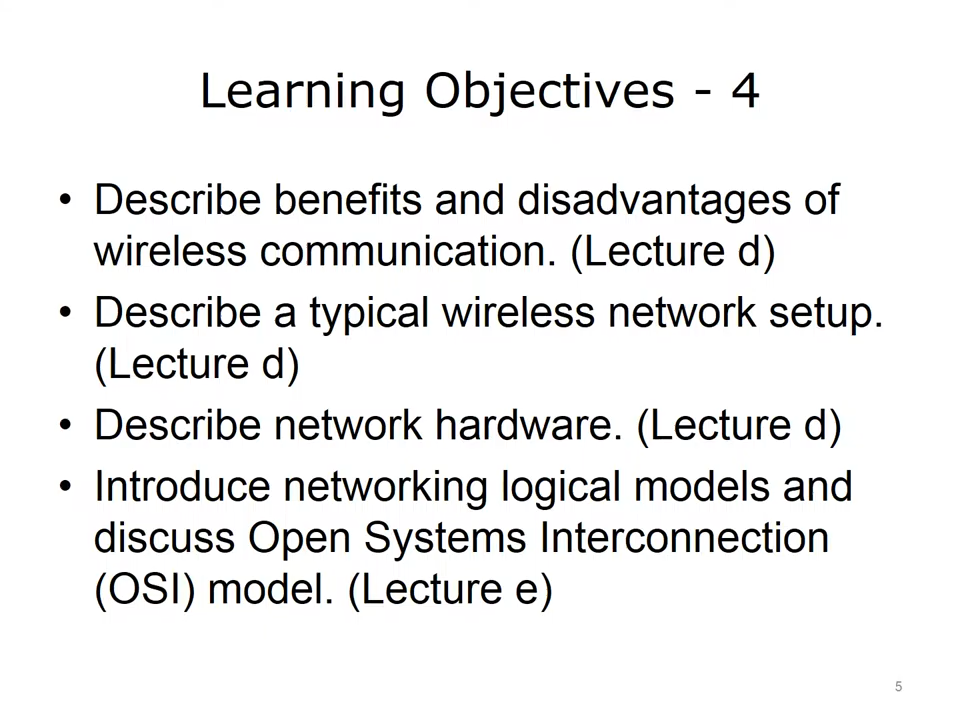 Learning Objectives - 4
• Describe benefits and disadvantages of
wireless communication. (Lecture d)
• Describe a typical wireless network setup.
(Lecture d)
• Describe network hardware. (Lecture d)
• Introduce networking logical models and
discuss Open Systems Interconnection
(OSI) model. (Lecture e)
5